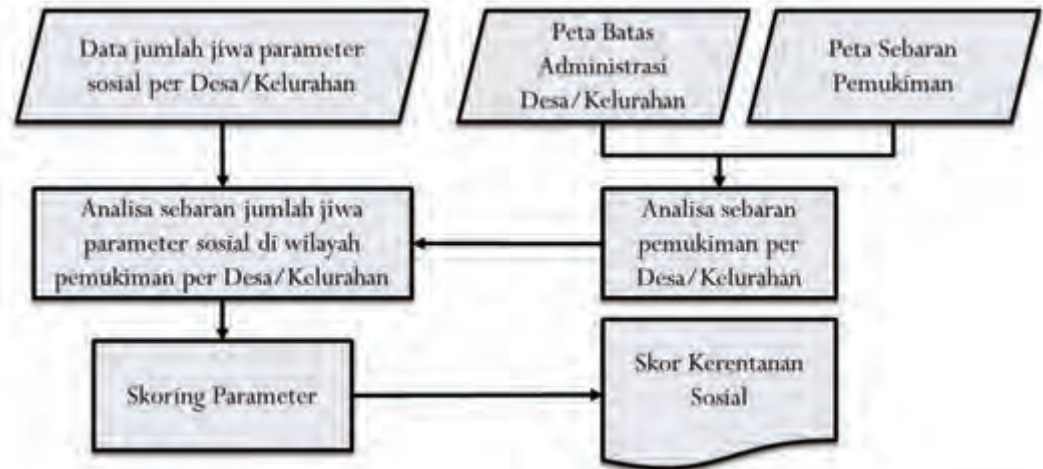 Data jumlah jiwa parameter
sosial per Desa/Kelurahan
Peta Batas
Administrasi
Desa/Kelurahan
Peta Sebaran
Pemukiman
Analisa sebaran jumlah jiwa
parameter sosial di wilayah
pemukiman per Desa/Kelurahan
Analisa sebaran
pemukiman per
Desa/Kelurahan
Skoring Parameter
Skor Kerentanan
Sosial